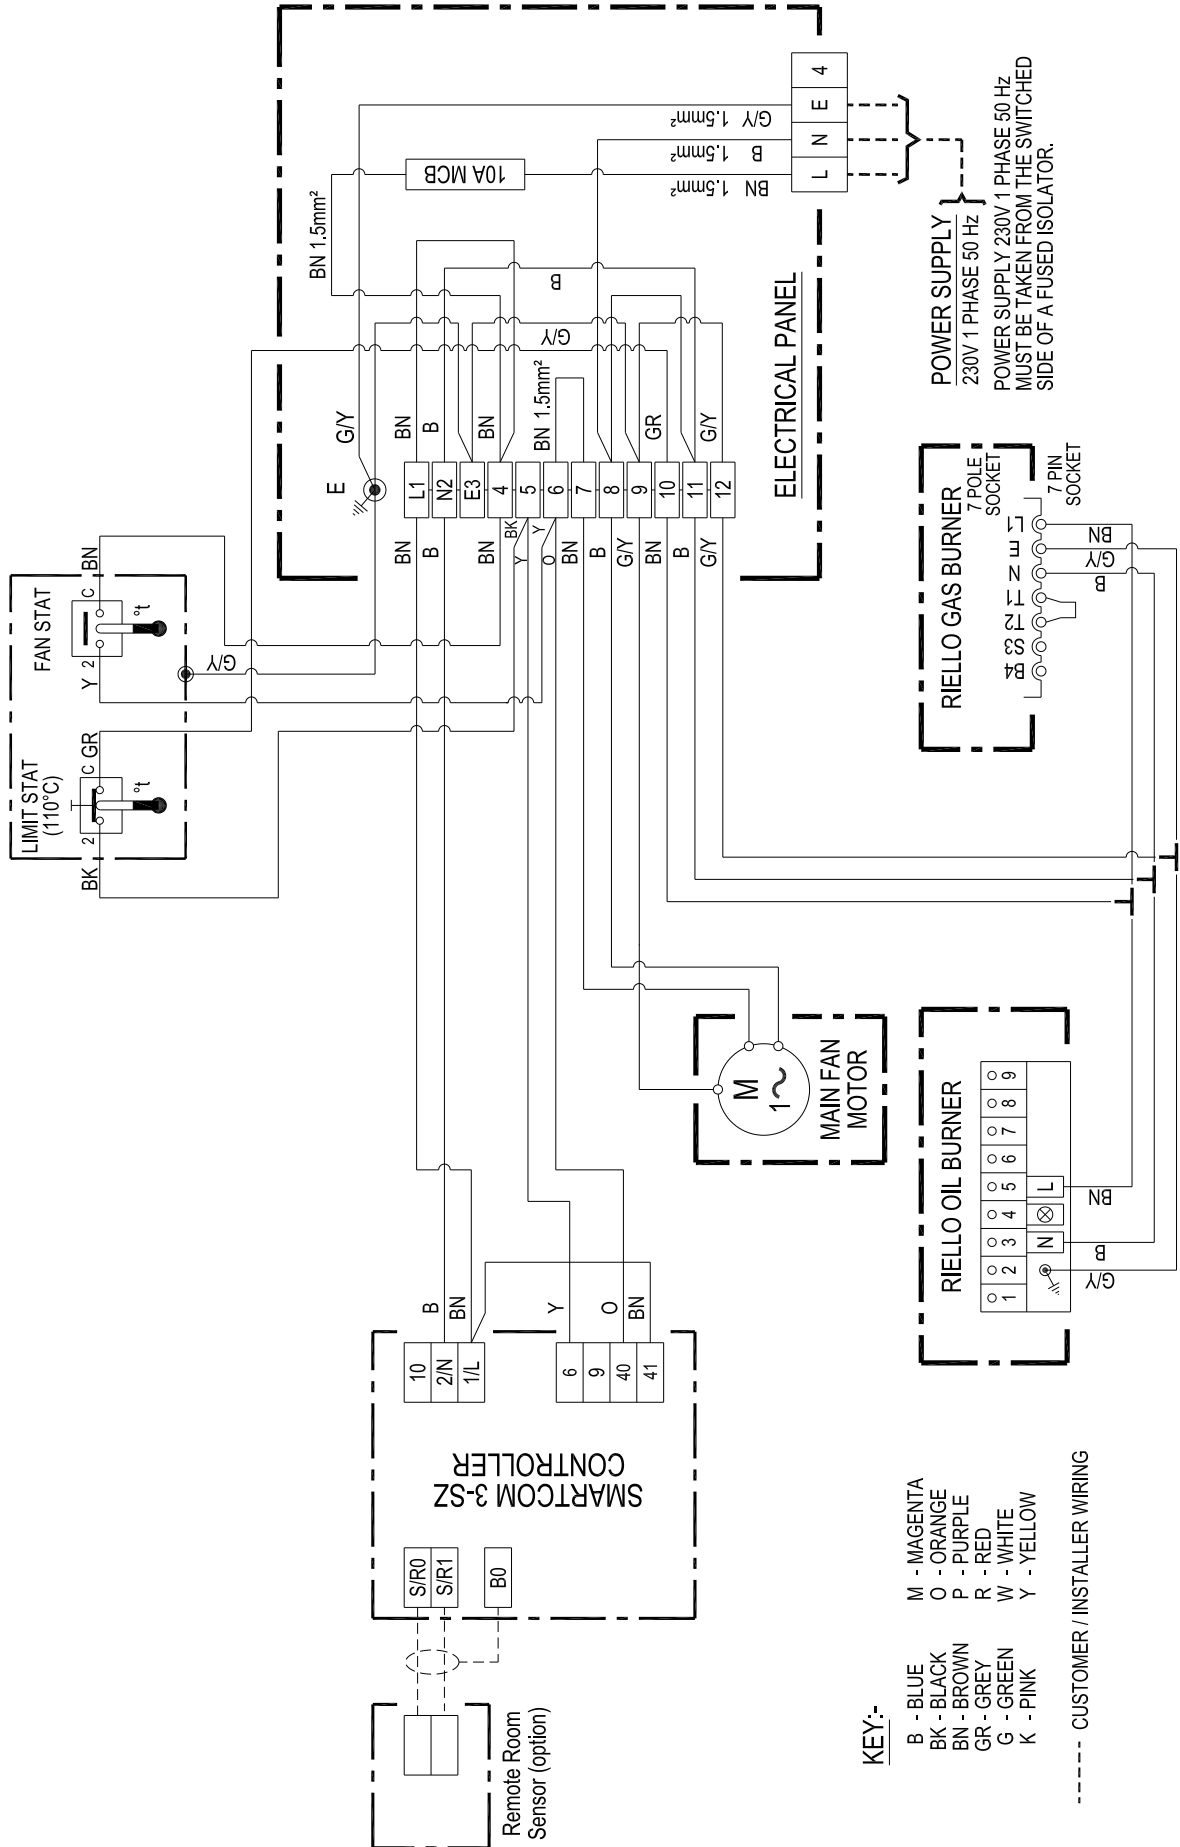 LIMIT STAT
(110°C)
FAN STAT
BK
2
C
GR
°t
Y
2
C
BN
°t
G/Y
E
G/Y
BN 1.5mm²
10A MCB
BN 1.5mm²
B 1.5mm²
G/Y 1.5mm²
L
N
E
4
BN
B
BN
BN 1.5mm²
GR
G/Y
B
G/Y
L1
N2
E3
4
5
6
7
8
9
10
11
12
BN
B
BN
BK
Y
Y
O
BN
B
G/Y
BN
B
G/Y
ELECTRICAL PANEL
POWER SUPPLY
230V 1 PHASE 50 Hz
POWER SUPPLY 230V 1 PHASE 50 Hz
MUST BE TAKEN FROM THE SWITCHED
SIDE OF A FUSED ISOLATOR.
RIELLO GAS BURNER
7 POLE
SOCKET
7 PIN
SOCKET
B4
S3
T2
T1
N
E
L1
B
G/Y
BN
M
1~
MAIN FAN
MOTOR
RIELLO OIL BURNER
1
2
3
4
5
6
7
8
9
N
L
G/Y
B
BN
SMARTCOM 3-SZ
CONTROLLER
10
2/N
1/L
B
BN
6
9
40
41
Y
O
BN
S/R0
S/R1
B0
Remote Room
Sensor (option)
KEY:-
B - BLUE
BK - BLACK
BN - BROWN
GR - GREY
G - GREEN
K - PINK
M - MAGENTA
O - ORANGE
P - PURPLE
R - RED
W - WHITE
Y - YELLOW
CUSTOMER / INSTALLER WIRING